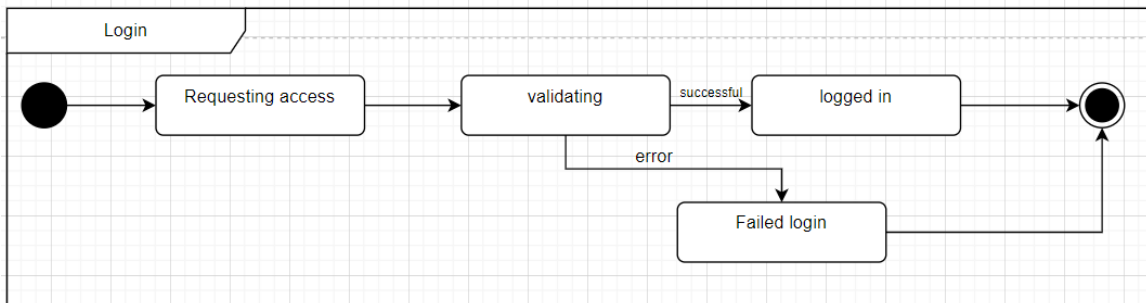 Login
Requesting access
validating
successful
logged in
error
Failed login